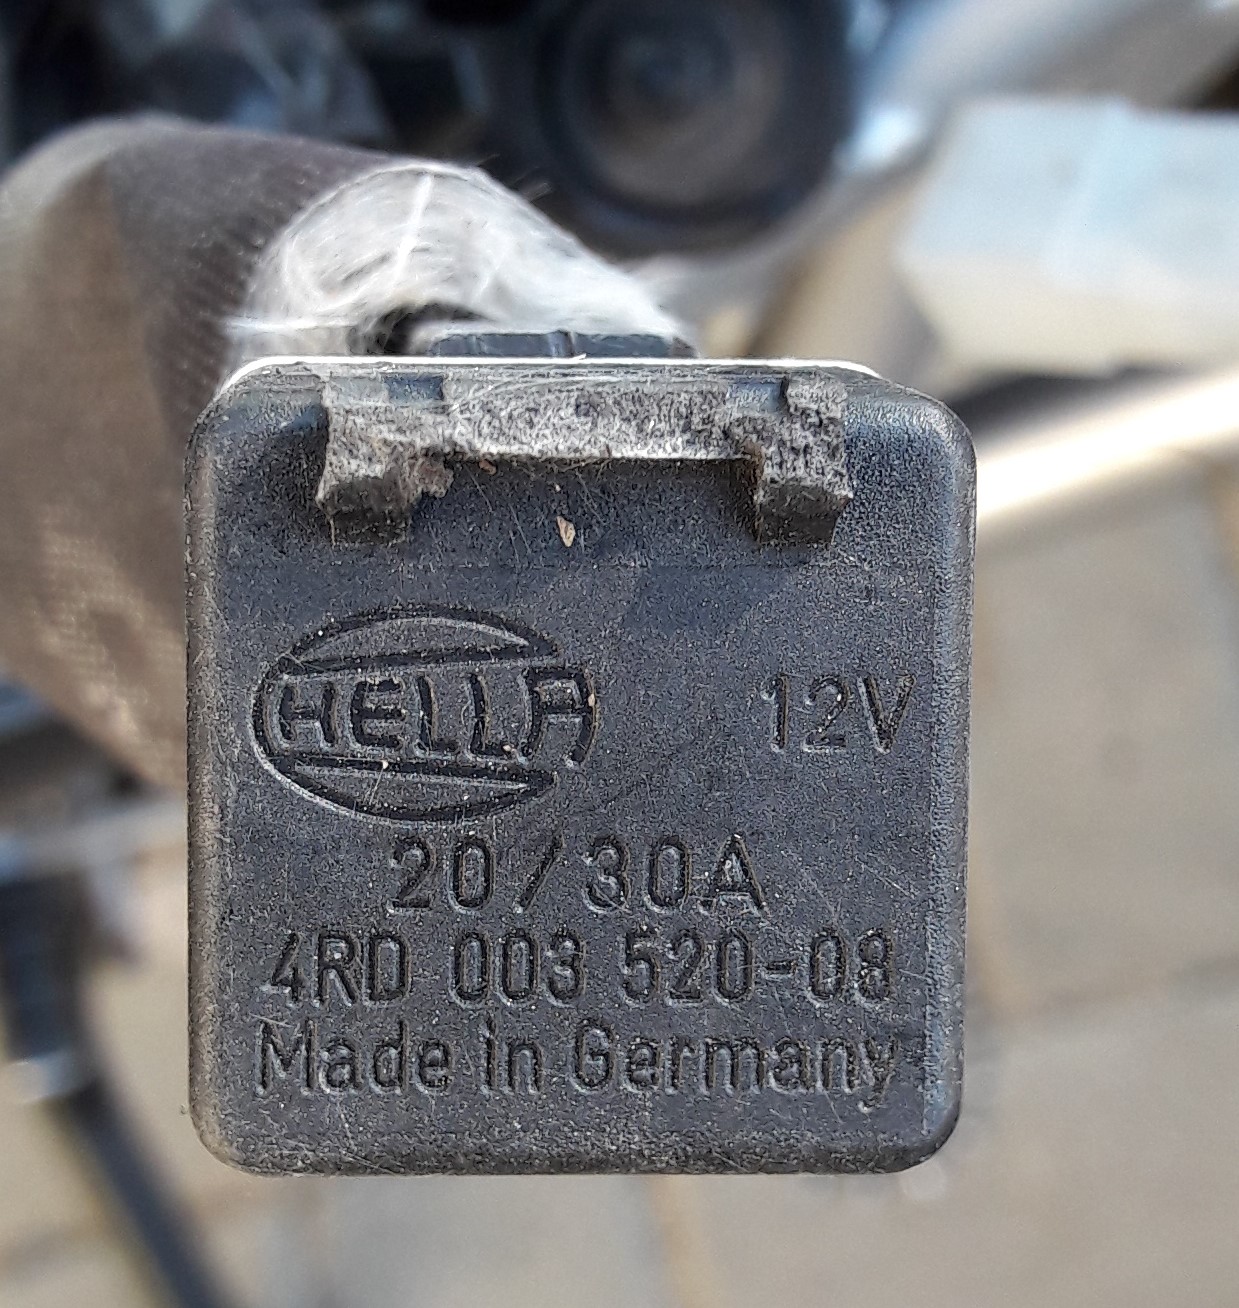 HELLA
12V
20/30A
4RD 003 520-08
Made in Germany